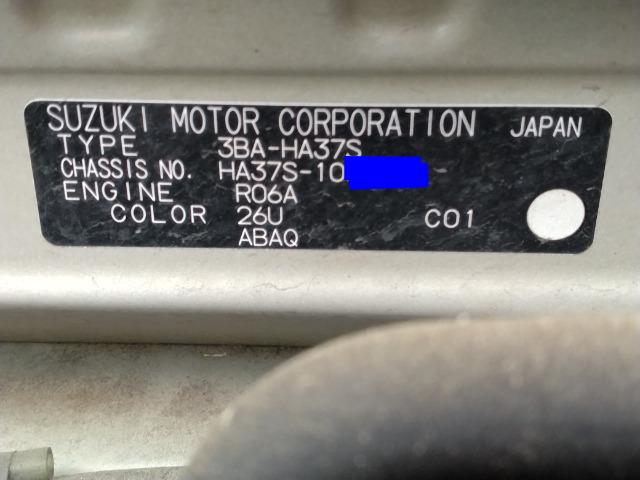 SUZUKI MOTOR CORPORATION JAPAN
TYPE 3BA-HA37S
CHASSIS NO. HA37S-10
ENGINE R06A
COLOR 26U C01
ABAQ